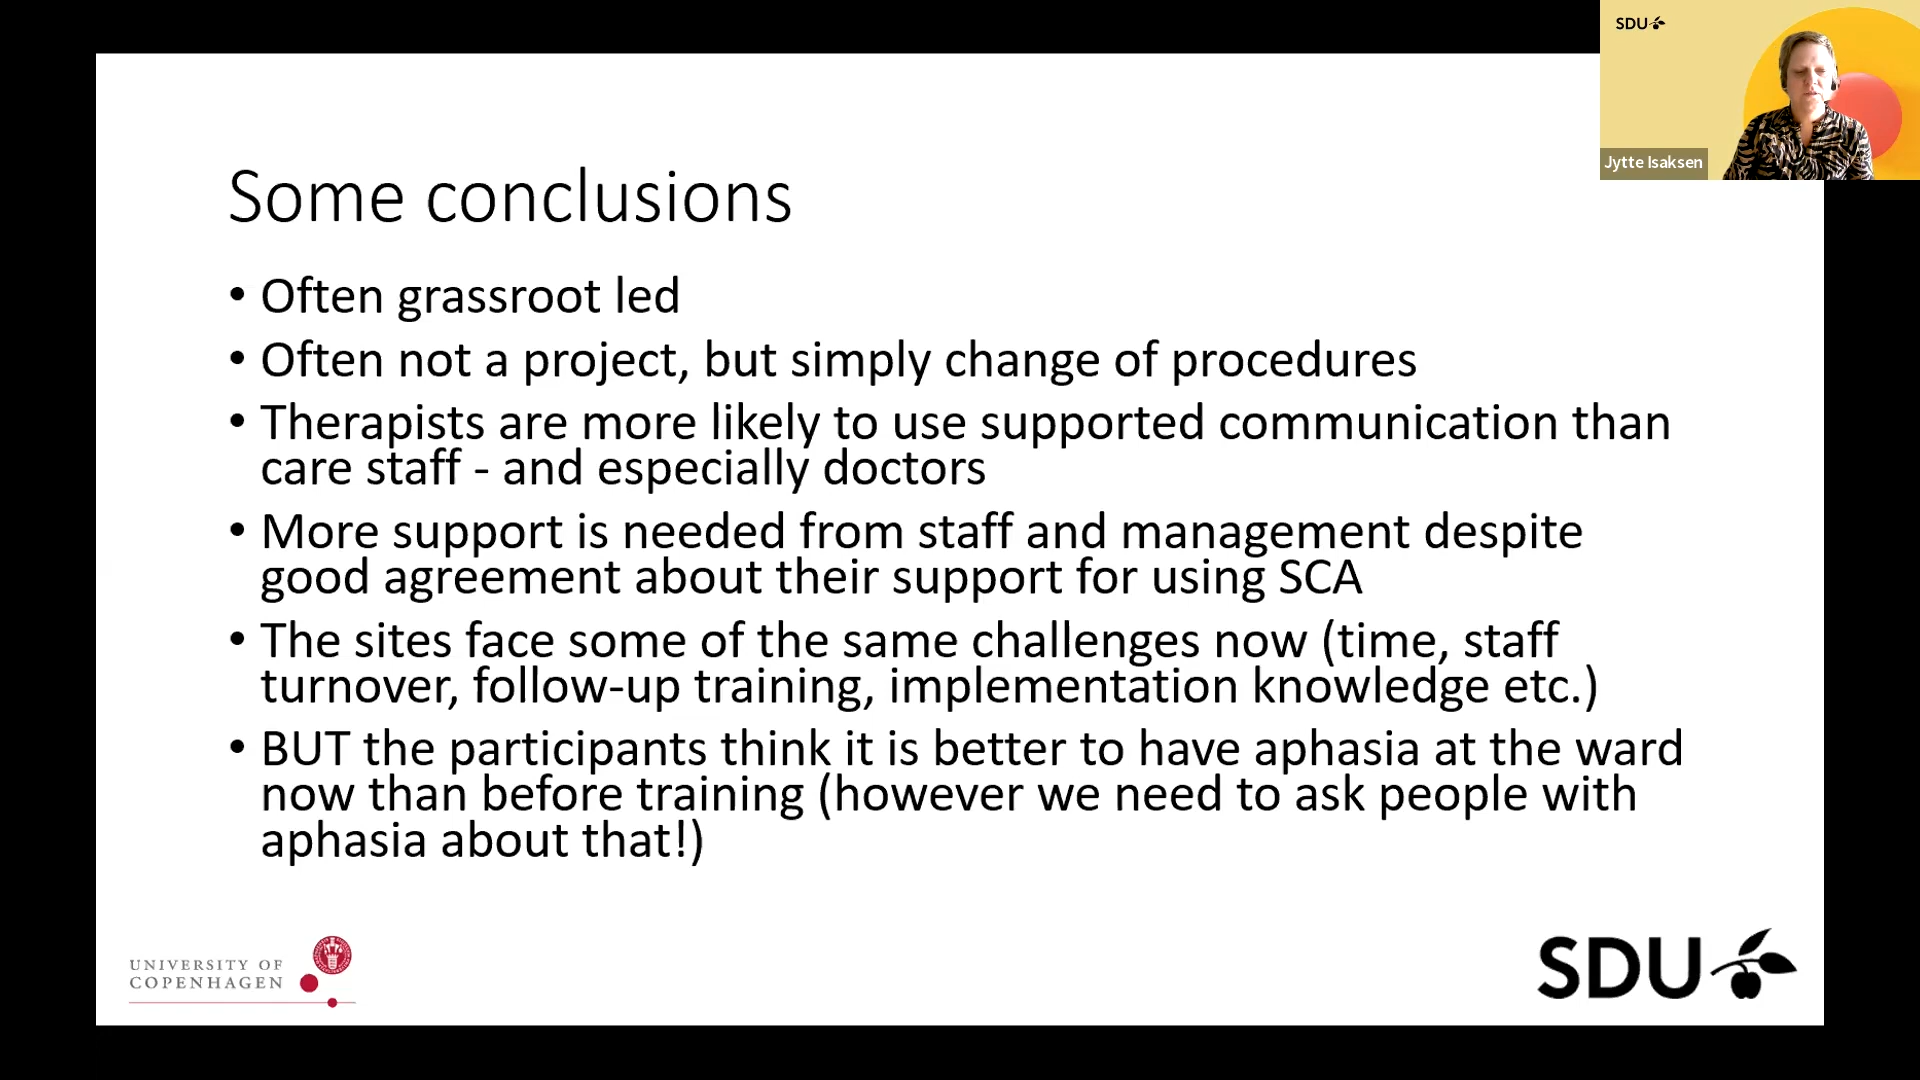 SDU
Jytte Isaksen
Some conclusions
• Often grassroot led
• Often not a project, but simply change of procedures
• Therapists are more likely to use supported communication than
care staff - and especially doctors
• More support is needed from staff and management despite
good agreement about their support for using SCA
• The sites face some of the same challenges now (time, staff
turnover, follow-up training, implementation knowledge etc.)
• BUT the participants think it is better to have aphasia at the ward
now than before training (however we need to ask people with
aphasia about that!)
UNIVERSITY OF
COPENHAGEN
SDU